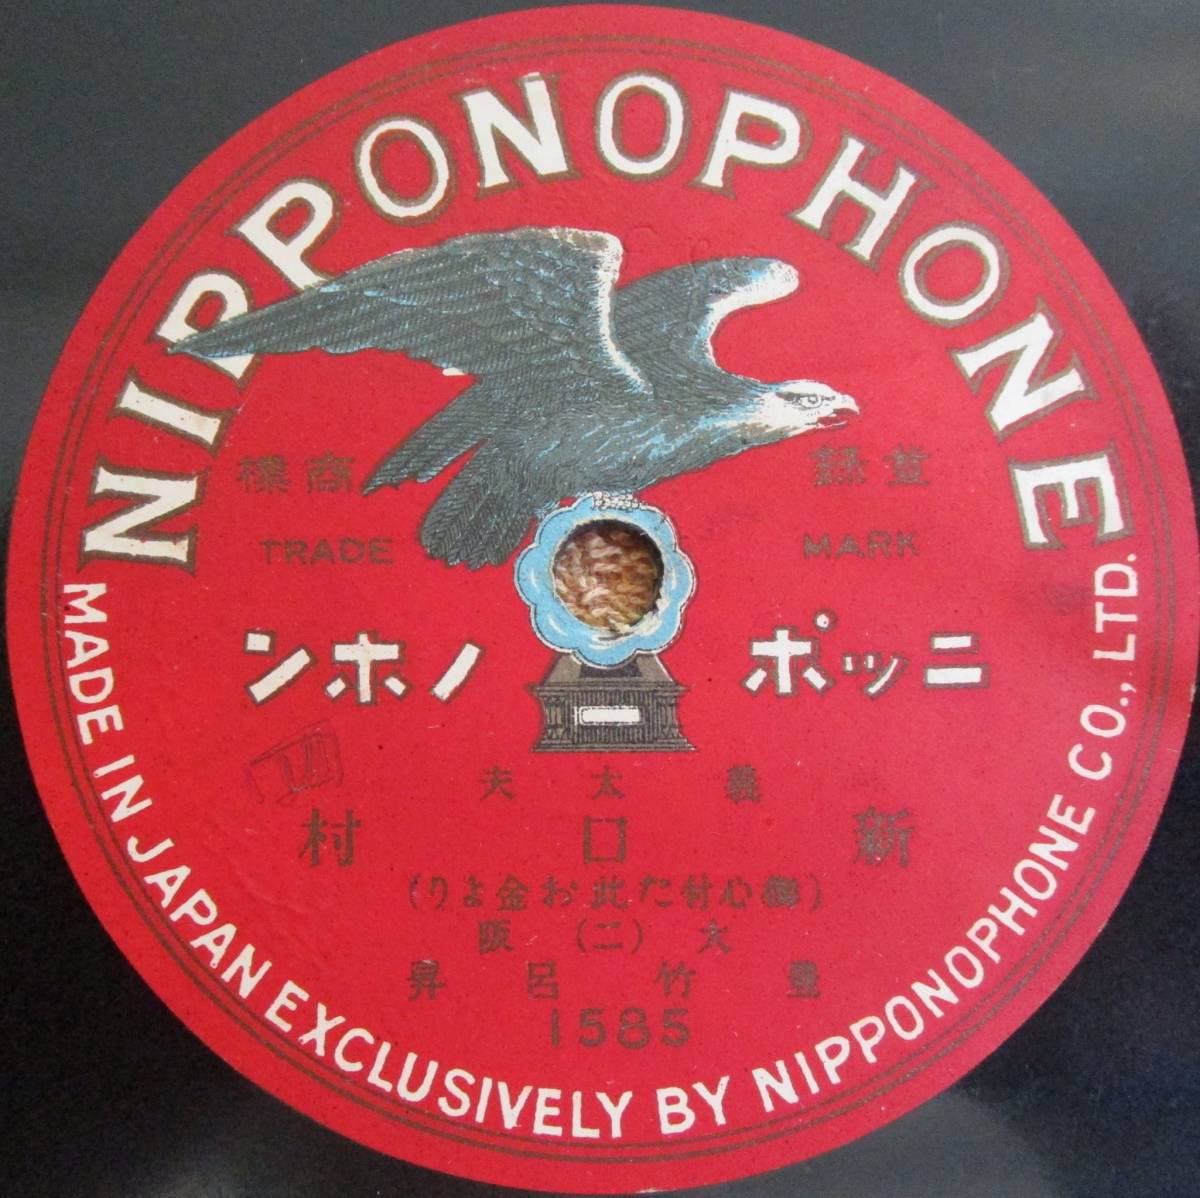 NIPPONOPHONE
登録商標
TRADE MARK
ニッポノホン
義太夫
新口村
(御心付た此お金より)
大(二)阪
豊竹呂昇
1585
MADE IN JAPAN EXCLUSIVELY BY NIPPONOPHONE CO., LTD.